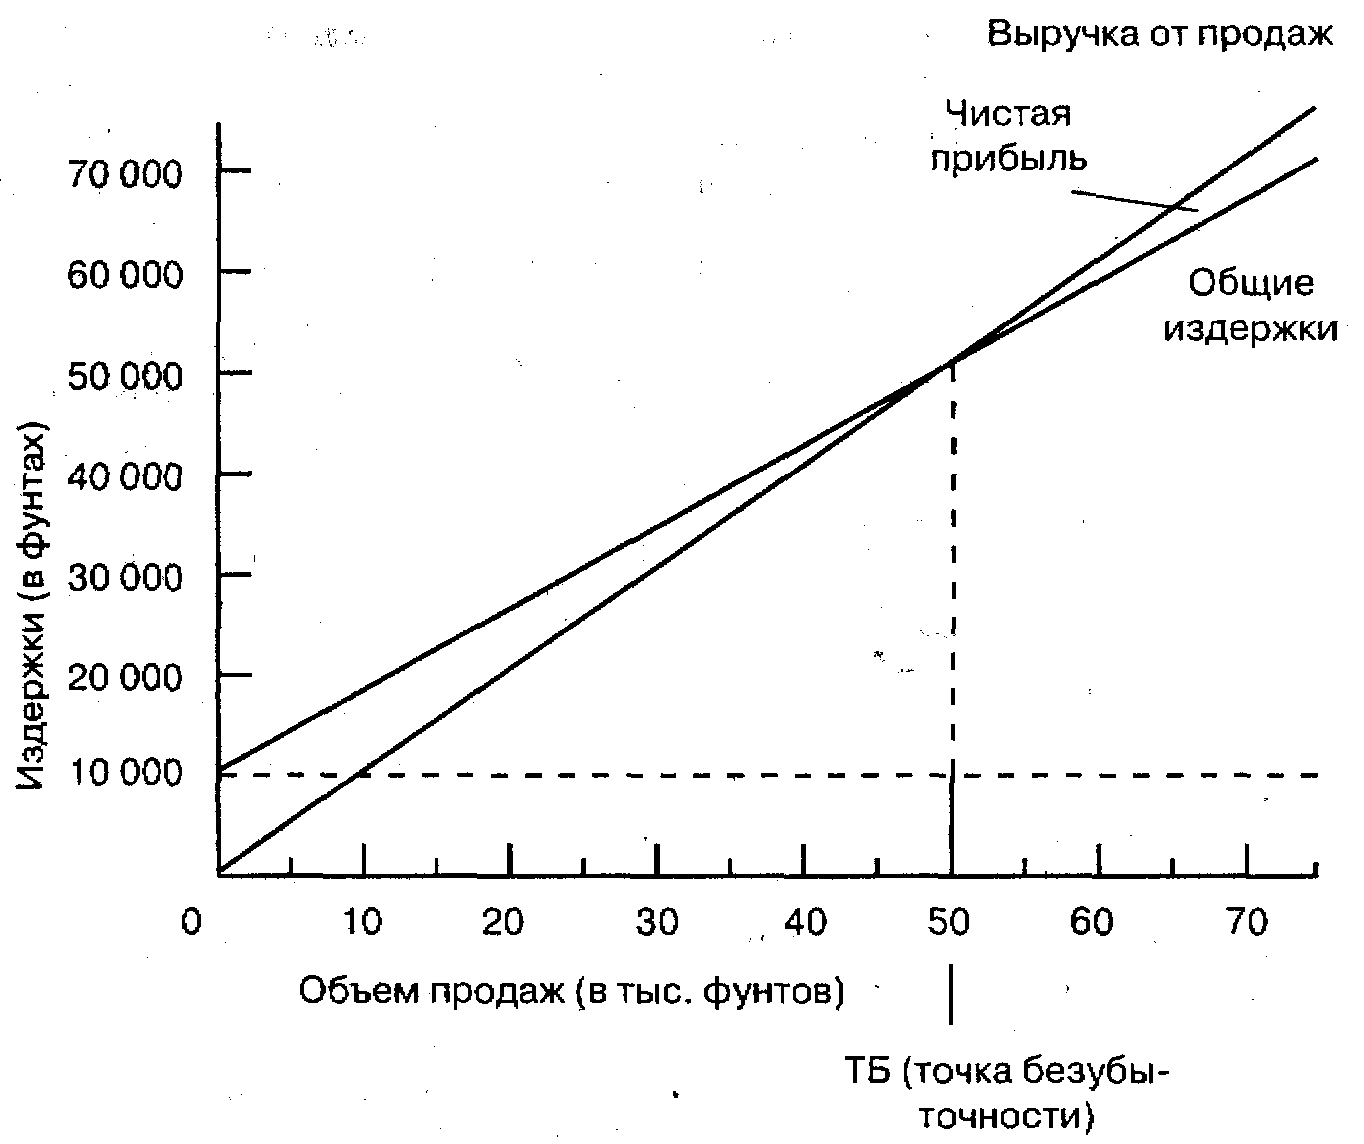 Выручка от продаж
Чистая
прибыль
70 000
60 000
Общие
издержки
50 000
40 000
30 000
20 000
10 000
Издержки (в фунтах)
0 10 20 30 40 50 60 70
Объем продаж (в тыс. фунтов)
ТБ (точка безубы-
точности)